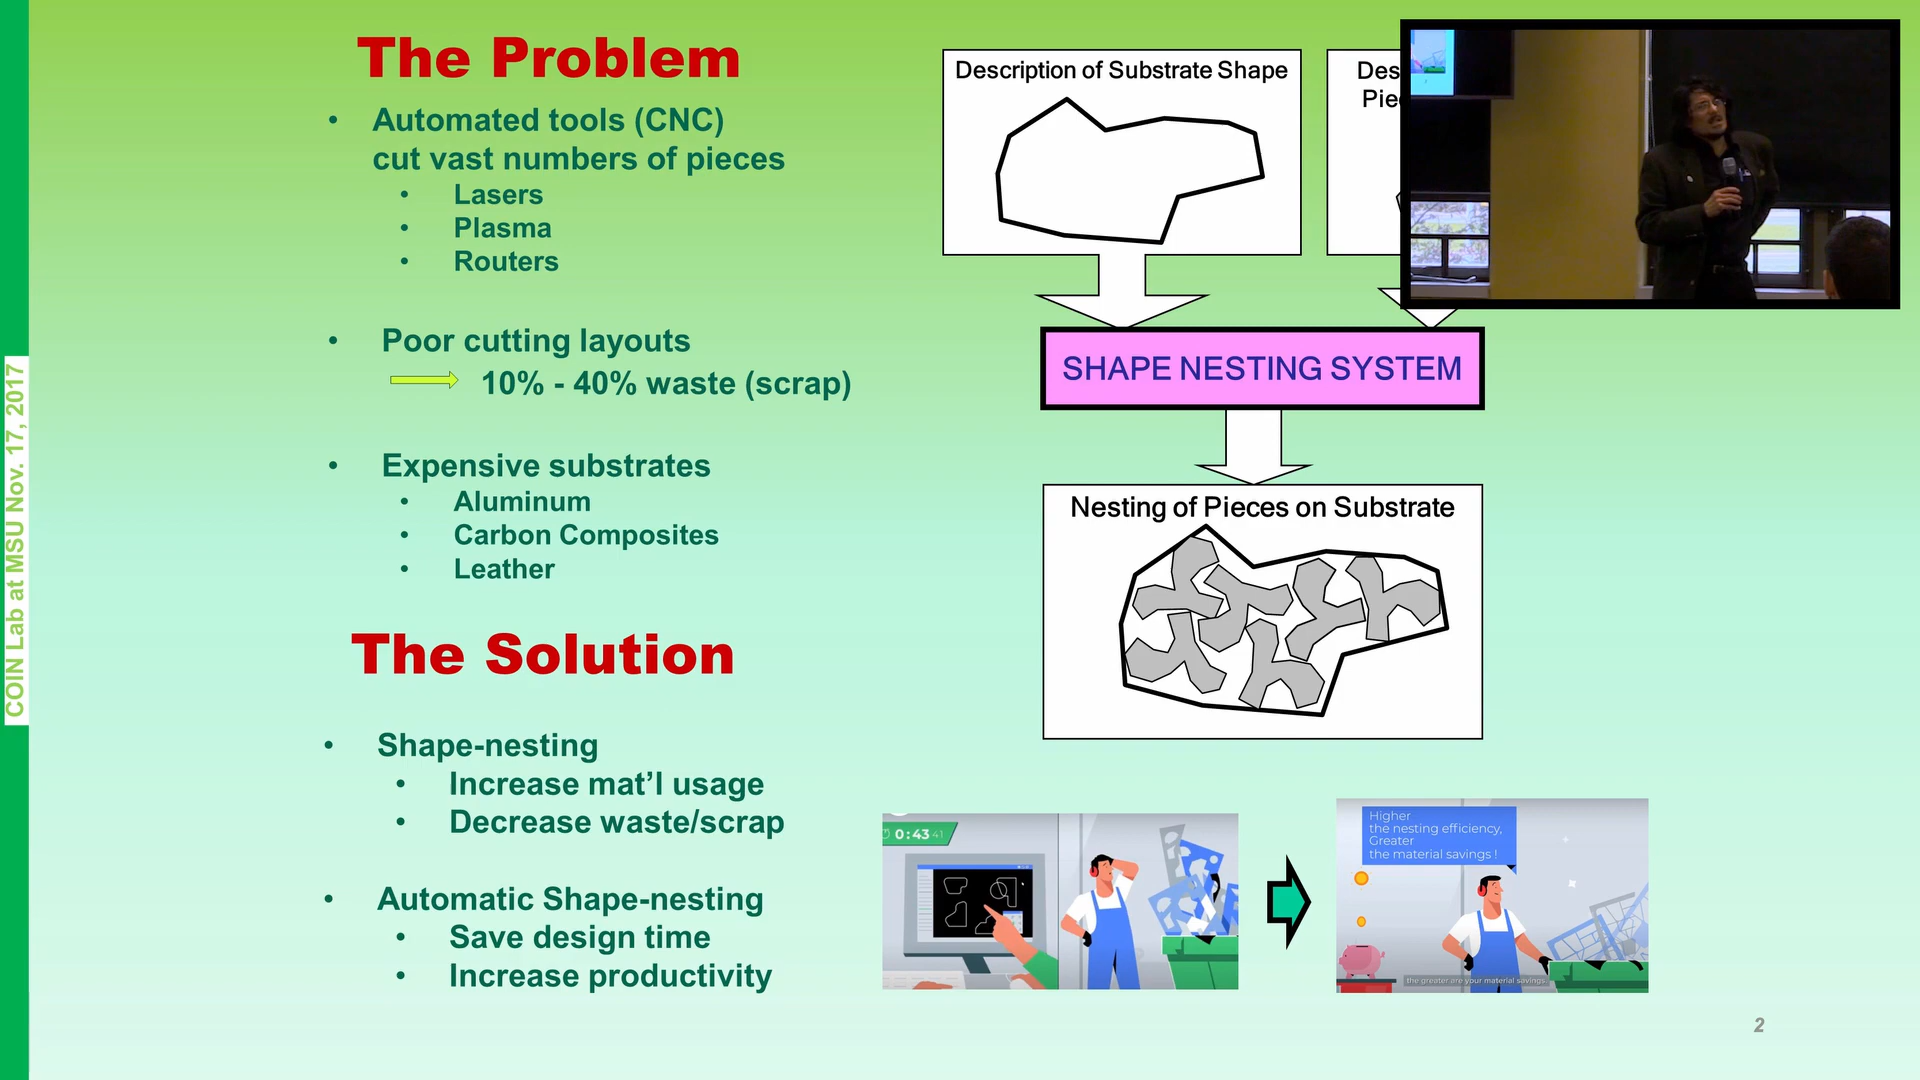 The Problem
• Automated tools (CNC)
cut vast numbers of pieces
• Lasers
• Plasma
• Routers
• Poor cutting layouts
10% - 40% waste (scrap)
• Expensive substrates
• Aluminum
• Carbon Composites
• Leather
The Solution
• Shape-nesting
• Increase mat'l usage
• Decrease waste/scrap
• Automatic Shape-nesting
• Save design time
• Increase productivity
COIN Lab at MSU Nov. 17, 2017
Description of Substrate Shape
SHAPE NESTING SYSTEM
Nesting of Pieces on Substrate
0:43 41
Higher
the nesting efficiency,
Greater
the material savings !
the greater are your material savings
2